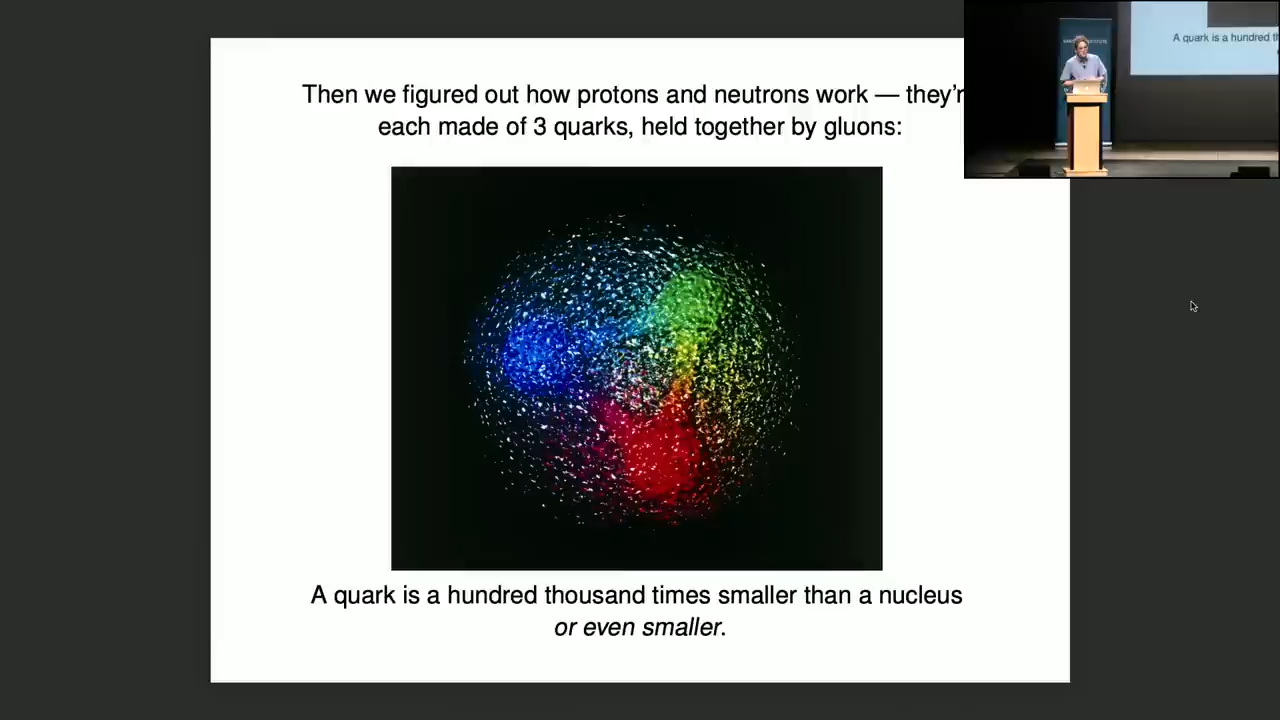 Then we figured out how protons and neutrons work — they'r
each made of 3 quarks, held together by gluons:
A quark is a hundred thousand times smaller than a nucleus
or even smaller.
A quark is a hundred th